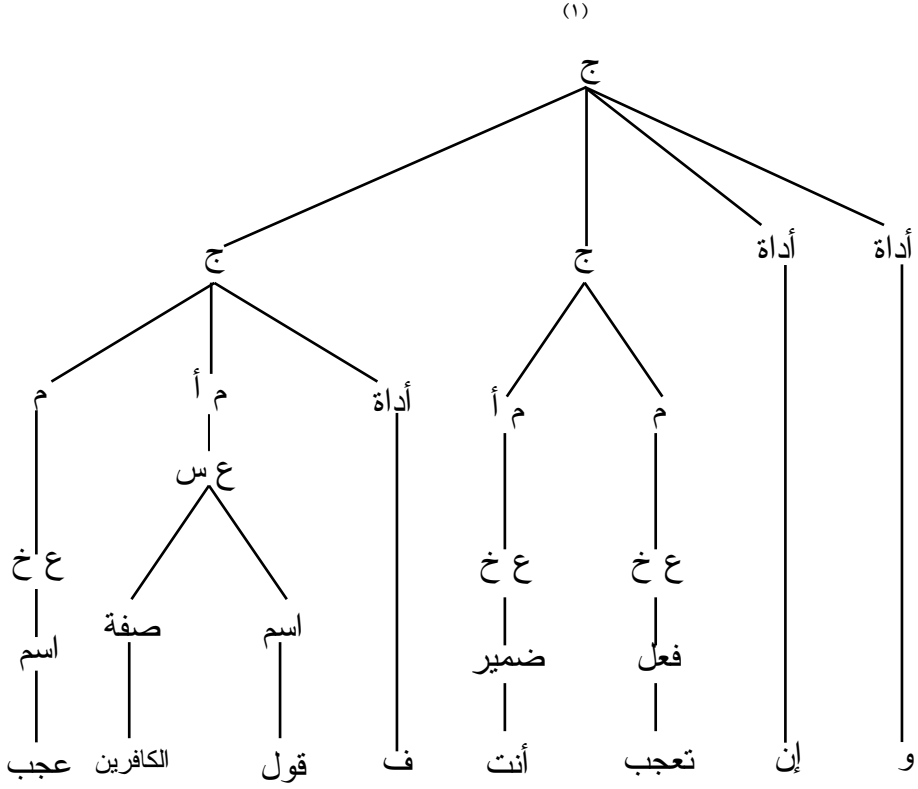 (١)
ج
أداة أداة ج ج
م م أ أداة م أ م
ع س
ع خ ع خ ع خ
فعل ضمير اسم صفة اسم
و إن تعجب أنت ف قول الكافرين عجب